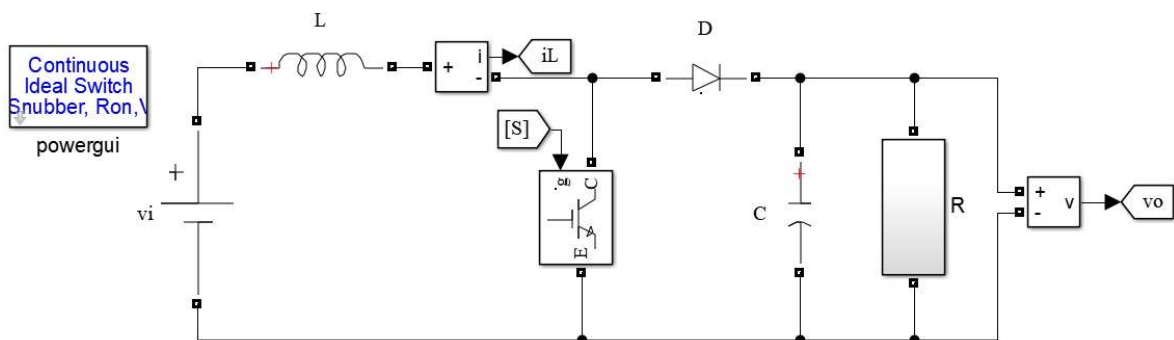 L
D
Continuous
Ideal Switch
Snubber, Ron,V
powergui
+
i
-
iL
[S]
g
C
E
+
vi
C
R
+
-
v
vo